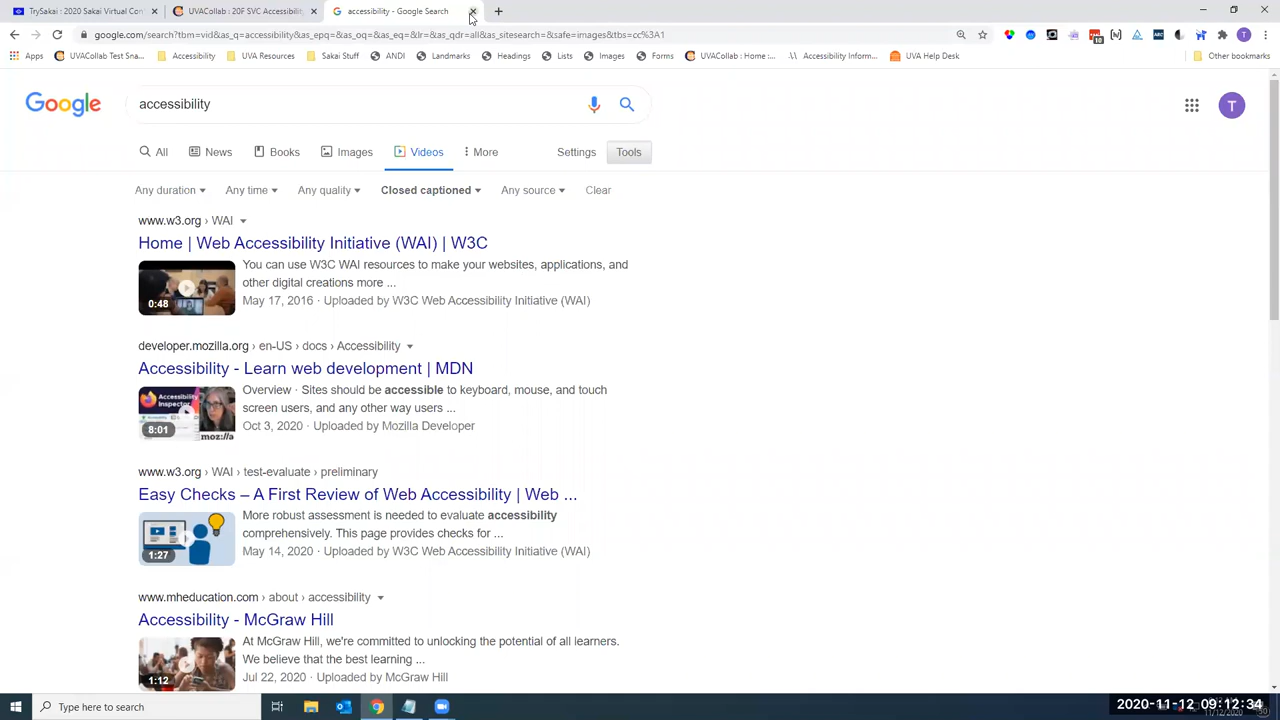 TrySakai : 2020 Sakai Virtual Con
UVACollab : 20F SVC Accessibilit
accessibility - Google Search
google.com/search?tbm=vid&as_q=accessibility&as_epq=&as_oq=&as_eq=&lr=&as_qdr=all&as_sitesearch=&safe=images&tbs=cc%3A1
10
ABC
T
Apps
UVACollab Test Sna...
Accessibility
UVA Resources
Sakai Stuff
ANDI
Landmarks
Headings
Lists
Images
Forms
UVACollab : Home :...
Accessibility Inform...
UVA Help Desk
Other bookmarks
Google
accessibility
T
All
News
Books
Images
Videos
More
Settings
Tools
Any duration
Any time
Any quality
Closed captioned
Any source
Clear
www.w3.org › WAI
Home | Web Accessibility Initiative (WAI) | W3C
You can use W3C WAI resources to make your websites, applications, and
other digital creations more ...
0:48
May 17, 2016 · Uploaded by W3C Web Accessibility Initiative (WAI)
developer.mozilla.org › en-US › docs › Accessibility
Accessibility - Learn web development | MDN
Overview · Sites should be accessible to keyboard, mouse, and touch
Accessibility
Inspector
screen users, and any other way users ...
8:01
moz://a
Oct 3, 2020 · Uploaded by Mozilla Developer
www.w3.org › WAI › test-evaluate › preliminary
Easy Checks – A First Review of Web Accessibility | Web ...
More robust assessment is needed to evaluate accessibility
comprehensively. This page provides checks for ...
1:27
May 14, 2020 · Uploaded by W3C Web Accessibility Initiative (WAI)
www.mheducation.com › about › accessibility
Accessibility - McGraw Hill
At McGraw Hill, we're committed to unlocking the potential of all learners.
We believe that the best learning ...
1:12
Jul 22, 2020 · Uploaded by McGraw Hill
Type here to search
2020-11-12 09:12:34
11/12/2020